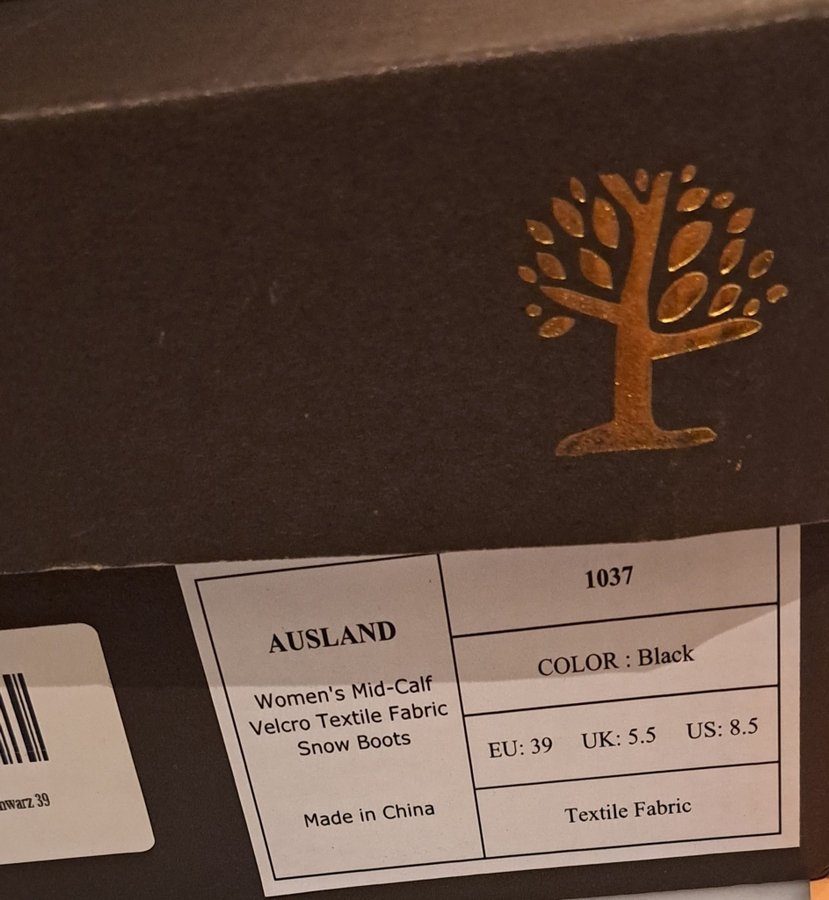 AUSLAND
Women's Mid-Calf
Velcro Textile Fabric
Snow Boots
Made in China
1037
COLOR : Black
EU: 39 UK: 5.5 US: 8.5
Textile Fabric
39